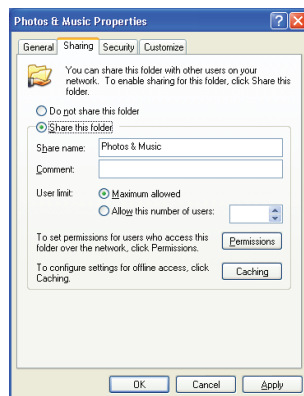 Photos & Music Properties
General Sharing Security Customize
You can share this folder with other users on your
network. To enable sharing for this folder, click Share this
folder.
Do not share this folder
Share this folder
Share name: Photos & Music
Comment:
User limit: Maximum allowed
Allow this number of users:
To set permissions for users who access this
folder over the network, click Permissions.
Permissions
To configure settings for offline access, click
Caching.
Caching
OK Cancel Apply